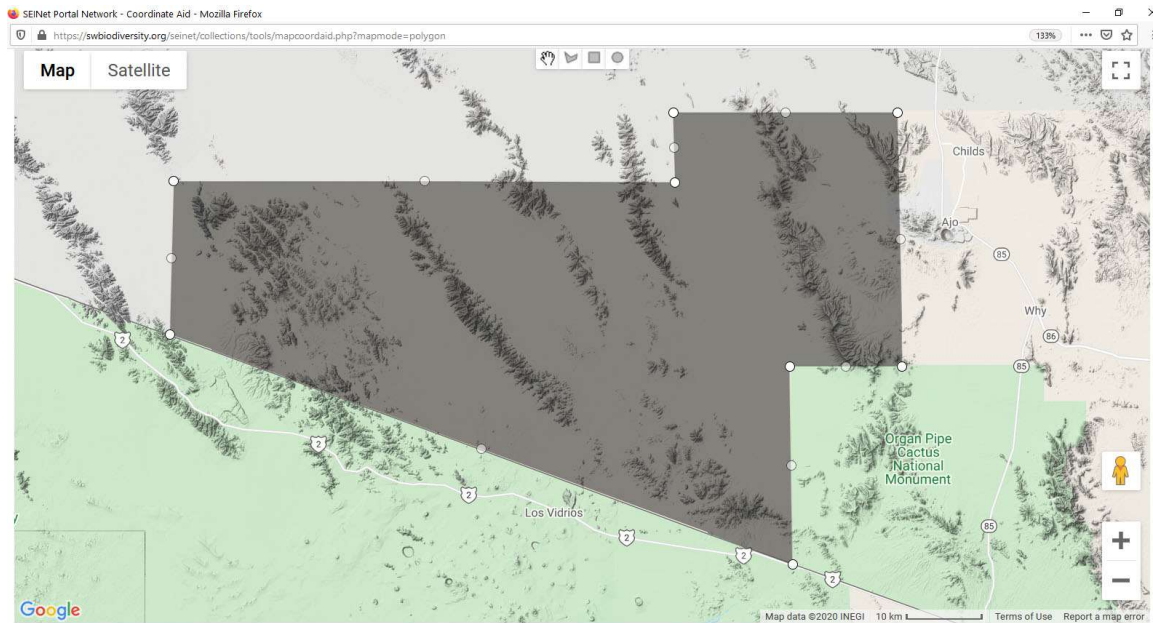 SEINet Portal Network - Coordinate Aid - Mozilla Firefox
https://swbiodiversity.org/seinet/collections/tools/mapcoordaid.php?mapmode=polygon
133%
Map Satellite
Childs
Ajo
85
Why
86
85
2
Organ Pipe
Cactus
National
Monument
2
2
Los Vidrios
85
2
2
2
Google
Map data ©2020 INEGI 10 km Terms of Use Report a map error